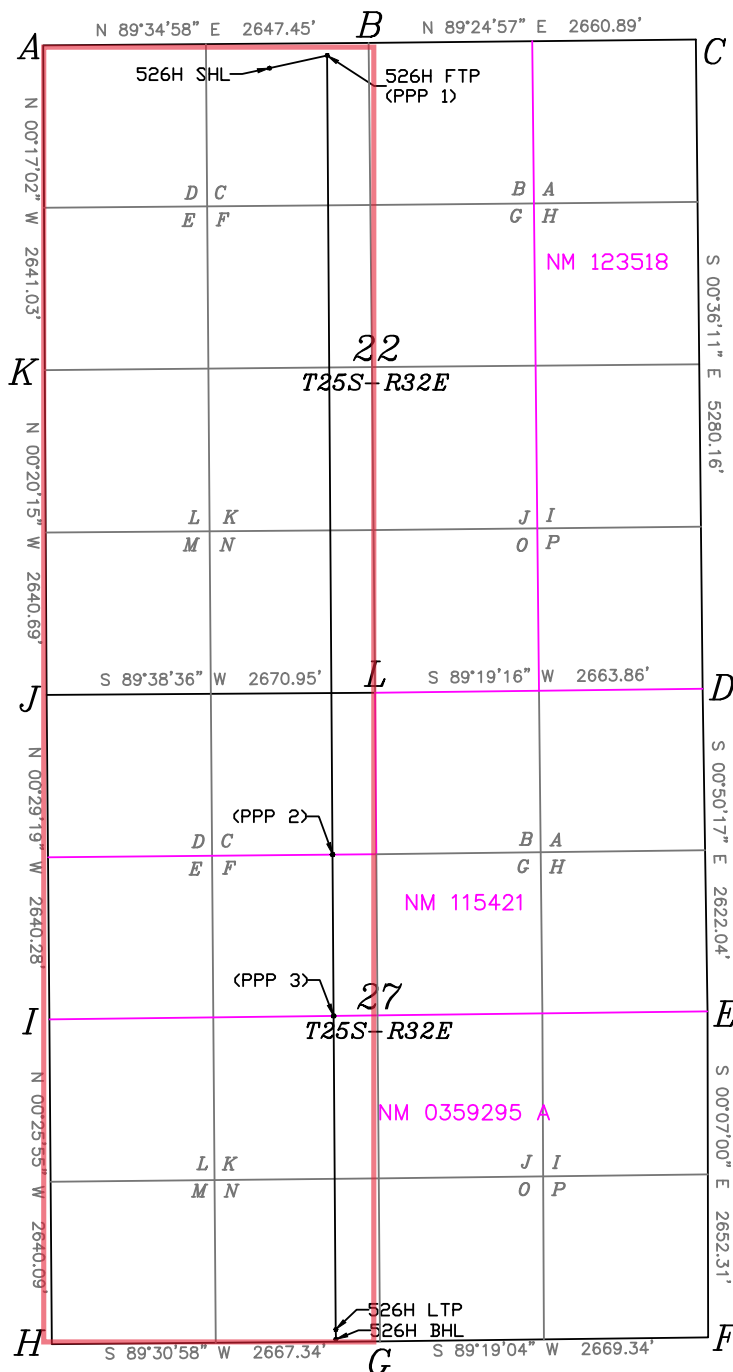 N 89°34'58" E 2647.45'
B
N 89°24'57" E 2660.89'
A
C
526H SHL
526H FTP
(PPP 1)
N 00°17'02" W 2641.03'
D C
E F
B A
G H
NM 123518
S 00°36'11" E 5280.16'
K
22
T25S-R32E
N 00°20'15" W 2640.69'
L K
M N
J I
O P
S 89°38'36" W 2670.95'
L
S 89°19'16" W 2663.86'
J
D
N 00°29'19" W 2640.28'
(PPP 2)
D C
E F
B A
G H
S 00°50'17" E 2622.04'
NM 115421
(PPP 3)
27
I
E
T25S-R32E
N 00°25'55" W 2640.09'
NM 0359295 A
S 00°07'00" E 2652.31'
L K
M N
J I
O P
526H LTP
526H BHL
H
F
S 89°30'58" W 2667.34'
G
S 89°19'04" W 2669.34'